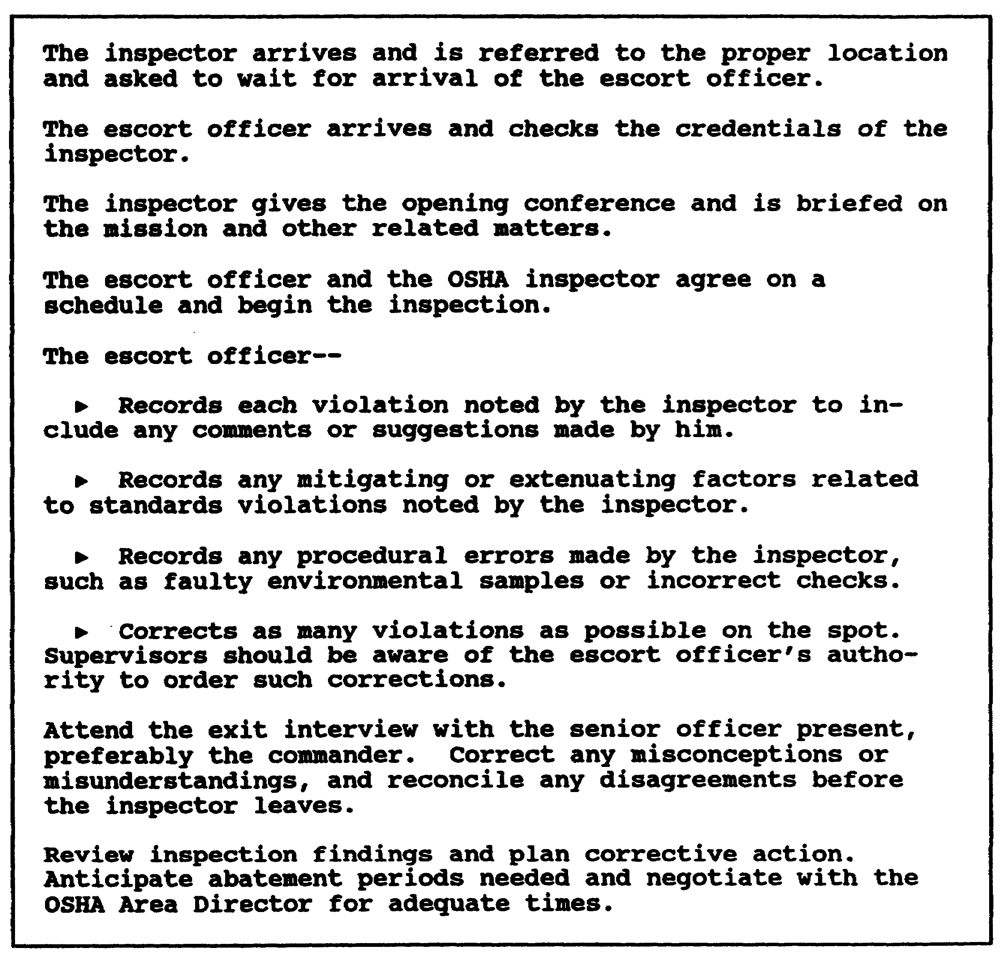 The inspector arrives and is referred to the proper location
and asked to wait for arrival of the escort officer.
The escort officer arrives and checks the credentials of the
inspector.
The inspector gives the opening conference and is briefed on
the mission and other related matters.
The escort officer and the OSHA inspector agree on a
schedule and begin the inspection.
The escort officer--
► Records each violation noted by the inspector to in-
clude any comments or suggestions made by him.
► Records any mitigating or extenuating factors related
to standards violations noted by the inspector.
► Records any procedural errors made by the inspector,
such as faulty environmental samples or incorrect checks.
► Corrects as many violations as possible on the spot.
Supervisors should be aware of the escort officer's autho-
rity to order such corrections.
Attend the exit interview with the senior officer present,
preferably the commander. Correct any misconceptions or
misunderstandings, and reconcile any disagreements before
the inspector leaves.
Review inspection findings and plan corrective action.
Anticipate abatement periods needed and negotiate with the
OSHA Area Director for adequate times.